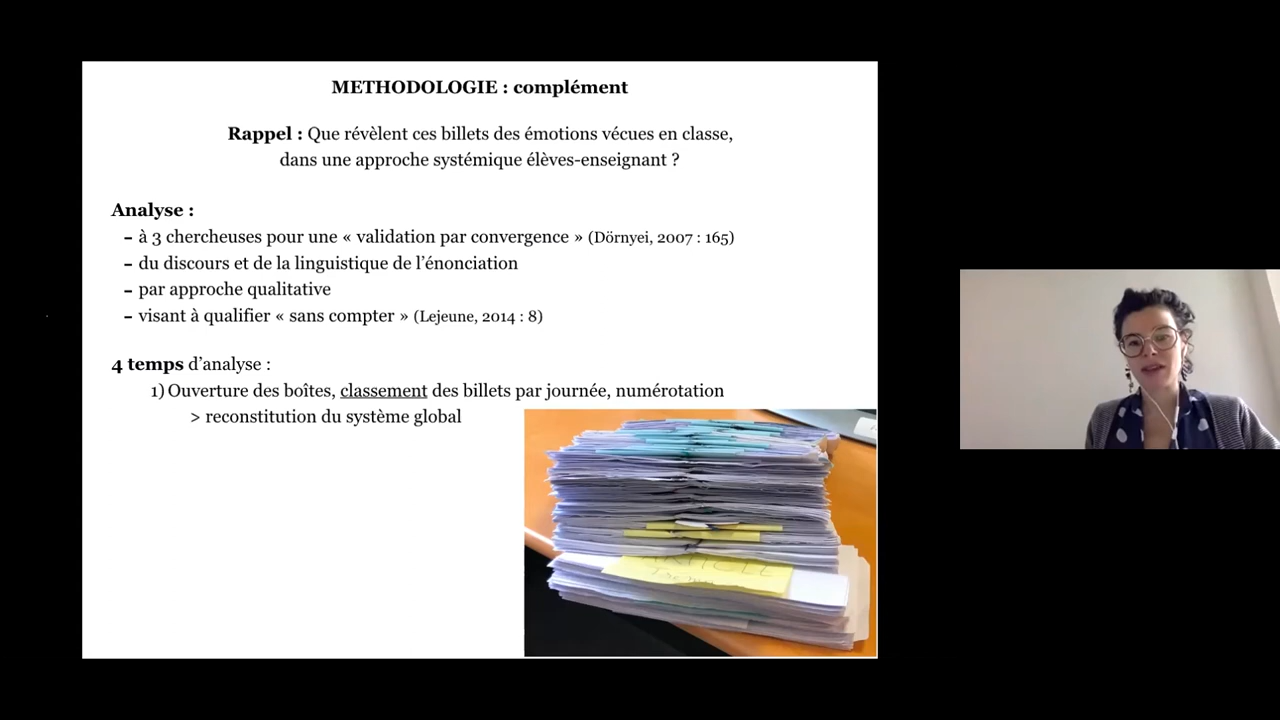 METHODOLOGIE : complément
Rappel : Que révèlent ces billets des émotions vécues en classe,
dans une approche systémique élèves-enseignant ?
Analyse :
– à 3 chercheuses pour une « validation par convergence » (Dörnyei, 2007 : 165)
– du discours et de la linguistique de l’énonciation
– par approche qualitative
– visant à qualifier « sans compter » (Lejeune, 2014 : 8)
4 temps d’analyse :
1) Ouverture des boîtes, classement des billets par journée, numérotation
> reconstitution du système global